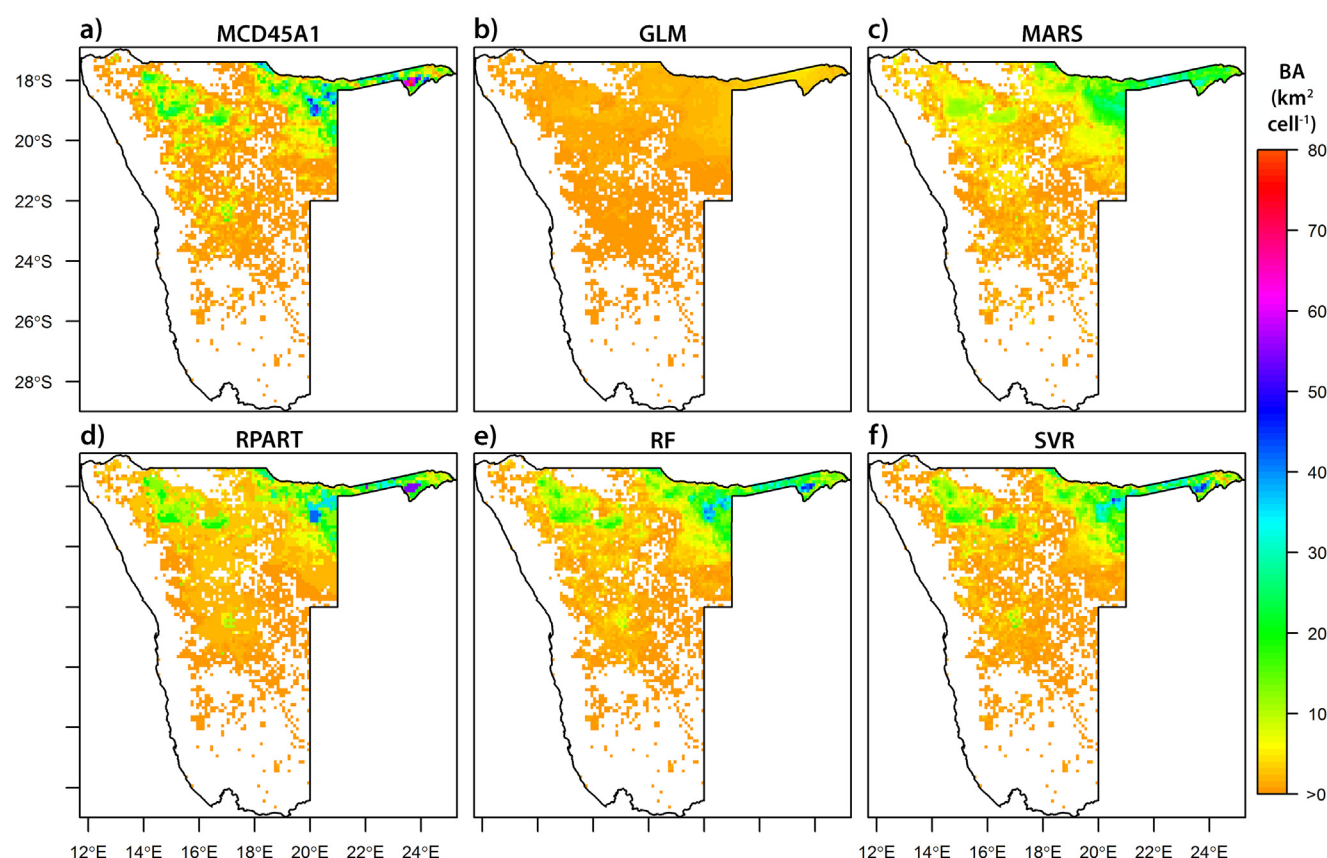 a) MCD45A1
b) GLM
c) MARS
BA
(km²
cell⁻¹)
18°S
20°S
22°S
24°S
26°S
28°S
80
70
60
50
40
30
20
10
>0
d) RPART
e) RF
f) SVR
12°E 14°E 16°E 18°E 20°E 22°E 24°E
12°E 14°E 16°E 18°E 20°E 22°E 24°E